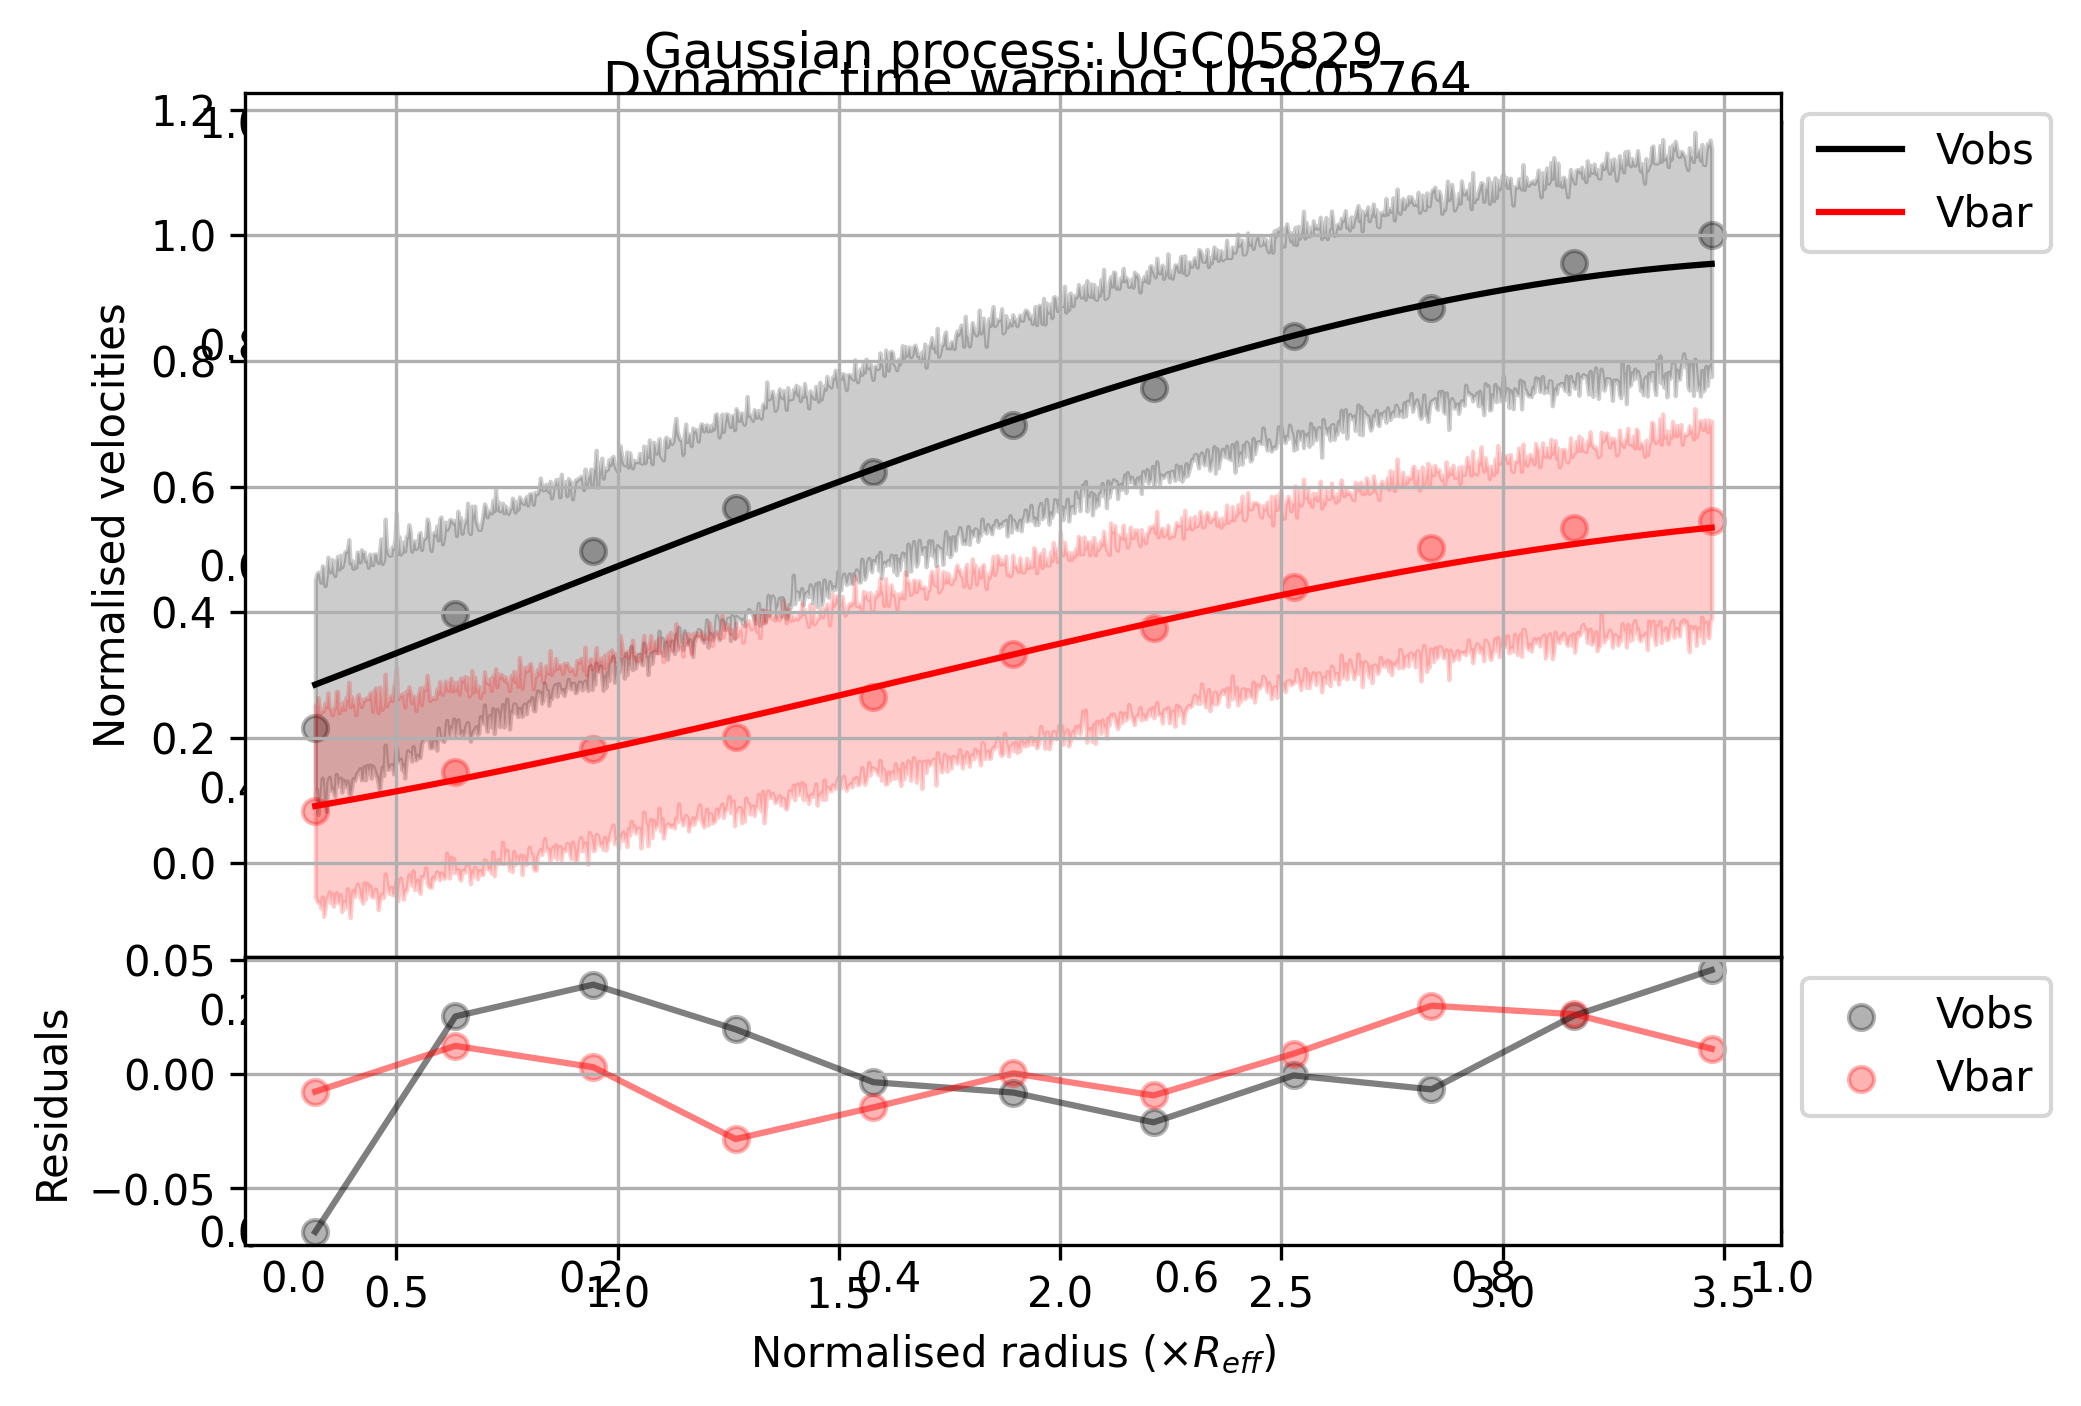 Gaussian process: UGC05829
Dynamic time warping: UGC05764
Normalised velocities
1.2
1.0
0.8
0.6
0.4
0.2
0.0
Vobs
Vbar
Residuals
0.05
0.00
−0.05
Vobs
Vbar
0.0 0.2 0.4 0.6 0.8 1.0
0.5 1.0 1.5 2.0 2.5 3.0 3.5
Normalised radius (×R_eff)